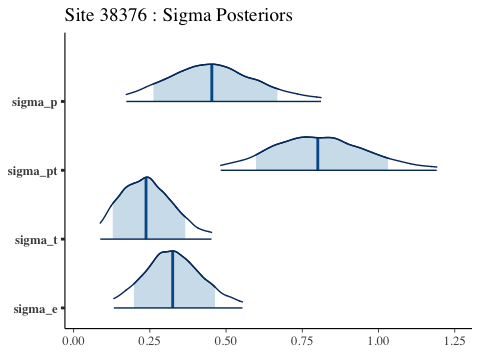 Site 38376 : Sigma Posteriors
sigma_p
sigma_pt
sigma_t
sigma_e
0.00 0.25 0.50 0.75 1.00 1.25